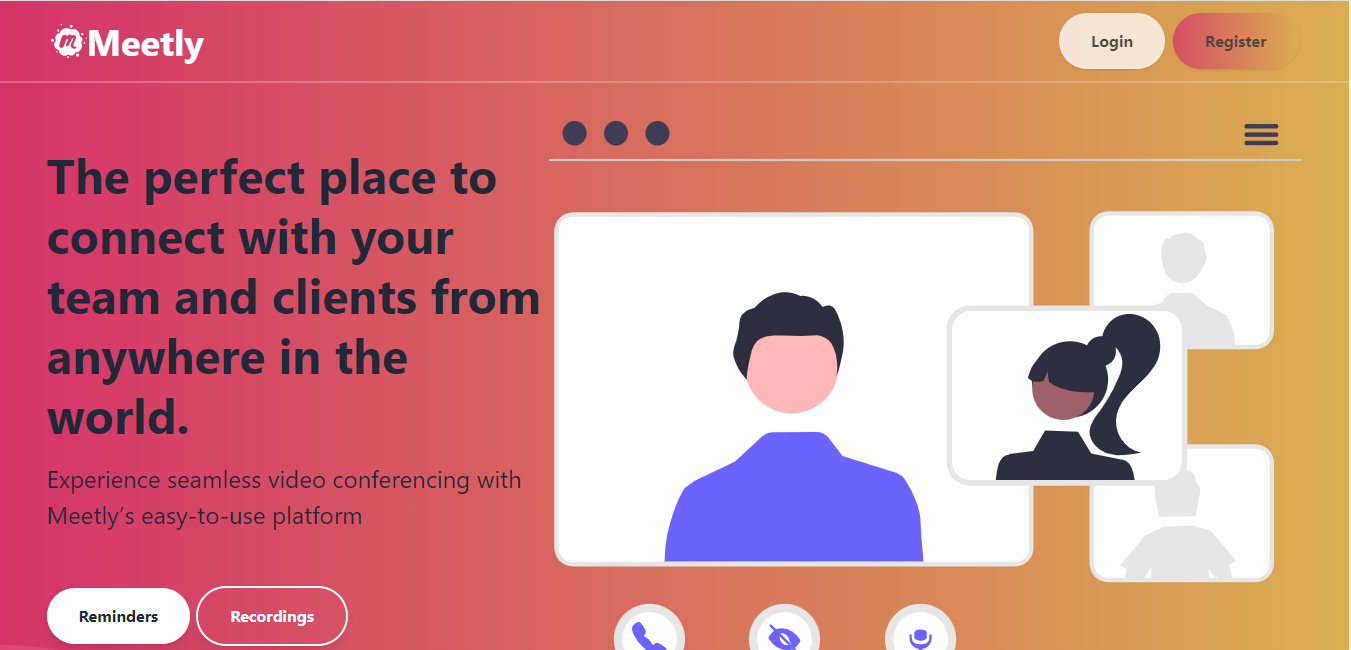 Meetly
Login
Register
The perfect place to
connect with your
team and clients from
anywhere in the
world.
Experience seamless video conferencing with
Meetly’s easy-to-use platform
Reminders
Recordings